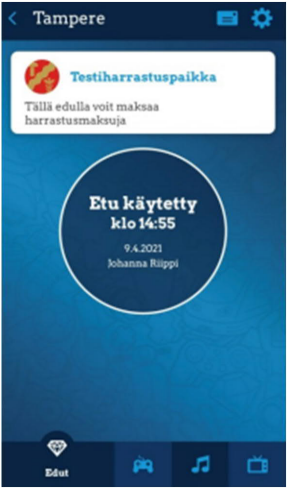 Tampere
Testiharrastuspaikka
Tällä edulla voit maksaa
harrastusmaksuja
Etu käytetty
klo 14:55
9.4.2021
Johanna Riippi
Edut